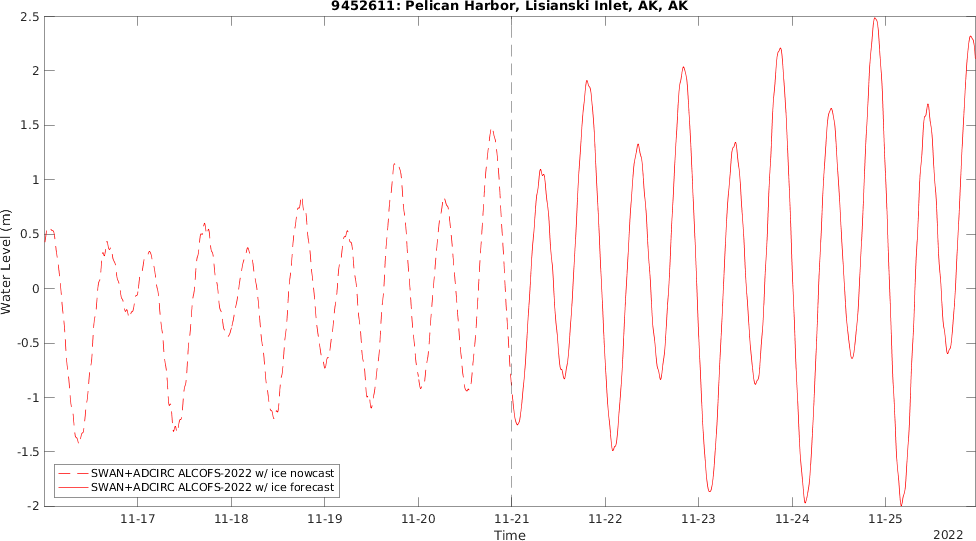 9452611: Pelican Harbor, Lisianski Inlet, AK, AK
2.5
2
1.5
1
0.5
0
-0.5
-1
-1.5
-2
Water Level (m)
SWAN+ADCIRC ALCOFS-2022 w/ ice nowcast
SWAN+ADCIRC ALCOFS-2022 w/ ice forecast
11-17 11-18 11-19 11-20 11-21 11-22 11-23 11-24 11-25
Time
2022